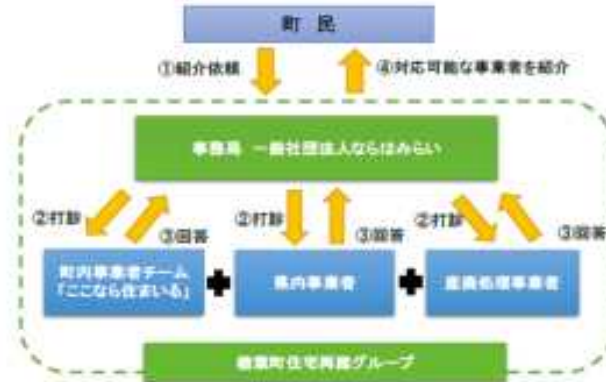 町 民
①紹介依頼
④対応可能な事業者を紹介
事務局 一般社団法人ならはみらい
②打診
③回答
②打診
③回答
②打診
③回答
町内事業者チーム
「ここなら住まいる」
県内事業者
産廃処理事業者
楢葉町住宅再建グループ